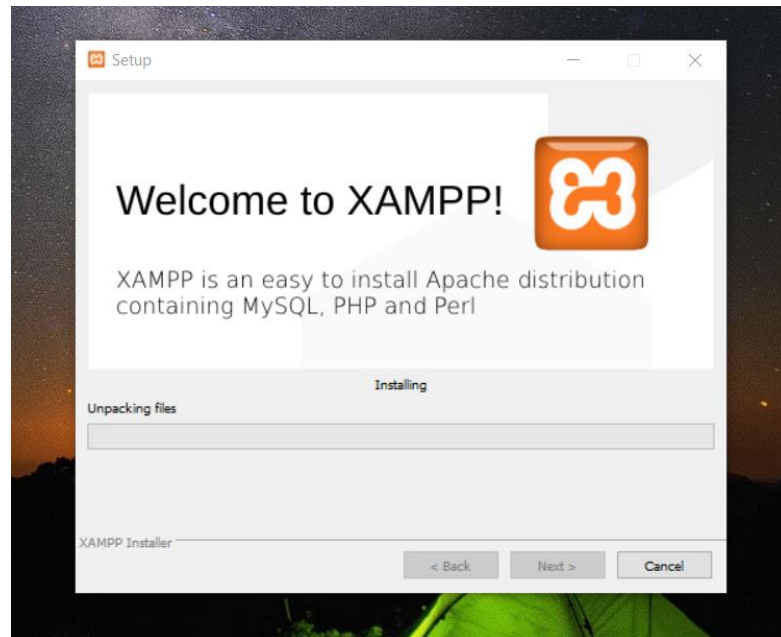 Setup
Welcome to XAMPP!
XAMPP is an easy to install Apache distribution
containing MySQL, PHP and Perl
Installing
Unpacking files
XAMPP Installer
< Back
Next >
Cancel